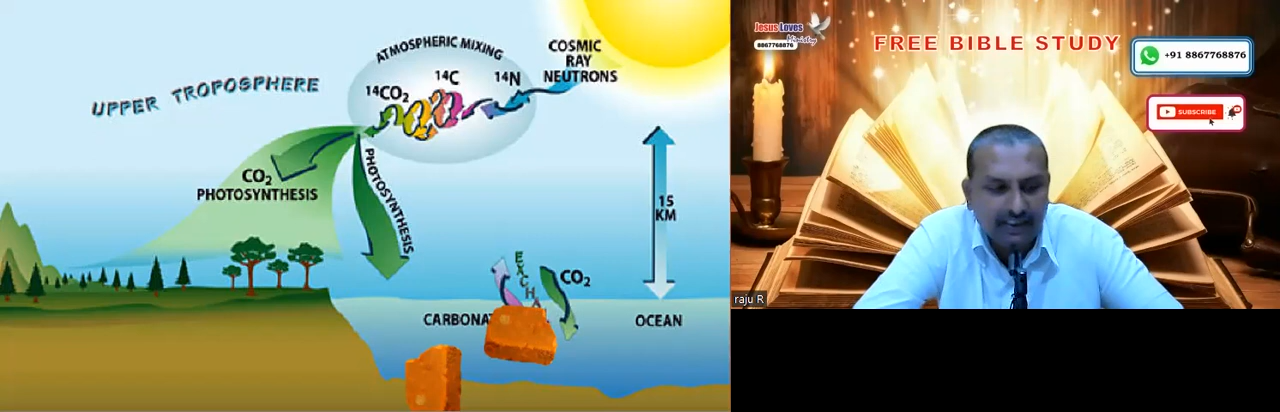 ATMOSPHERIC MIXING
COSMIC
RAY
NEUTRONS
UPPER TROPOSPHERE
14C
14N
14CO2
CO2
PHOTOSYNTHESIS
PHOTOSYNTHESIS
15
KM
EXCHA
CO2
CARBONA
OCEAN
Jesus Loves
Ministry
8867768876
FREE BIBLE STUDY
+91 8867768876
SUBSCRIBE
raju R